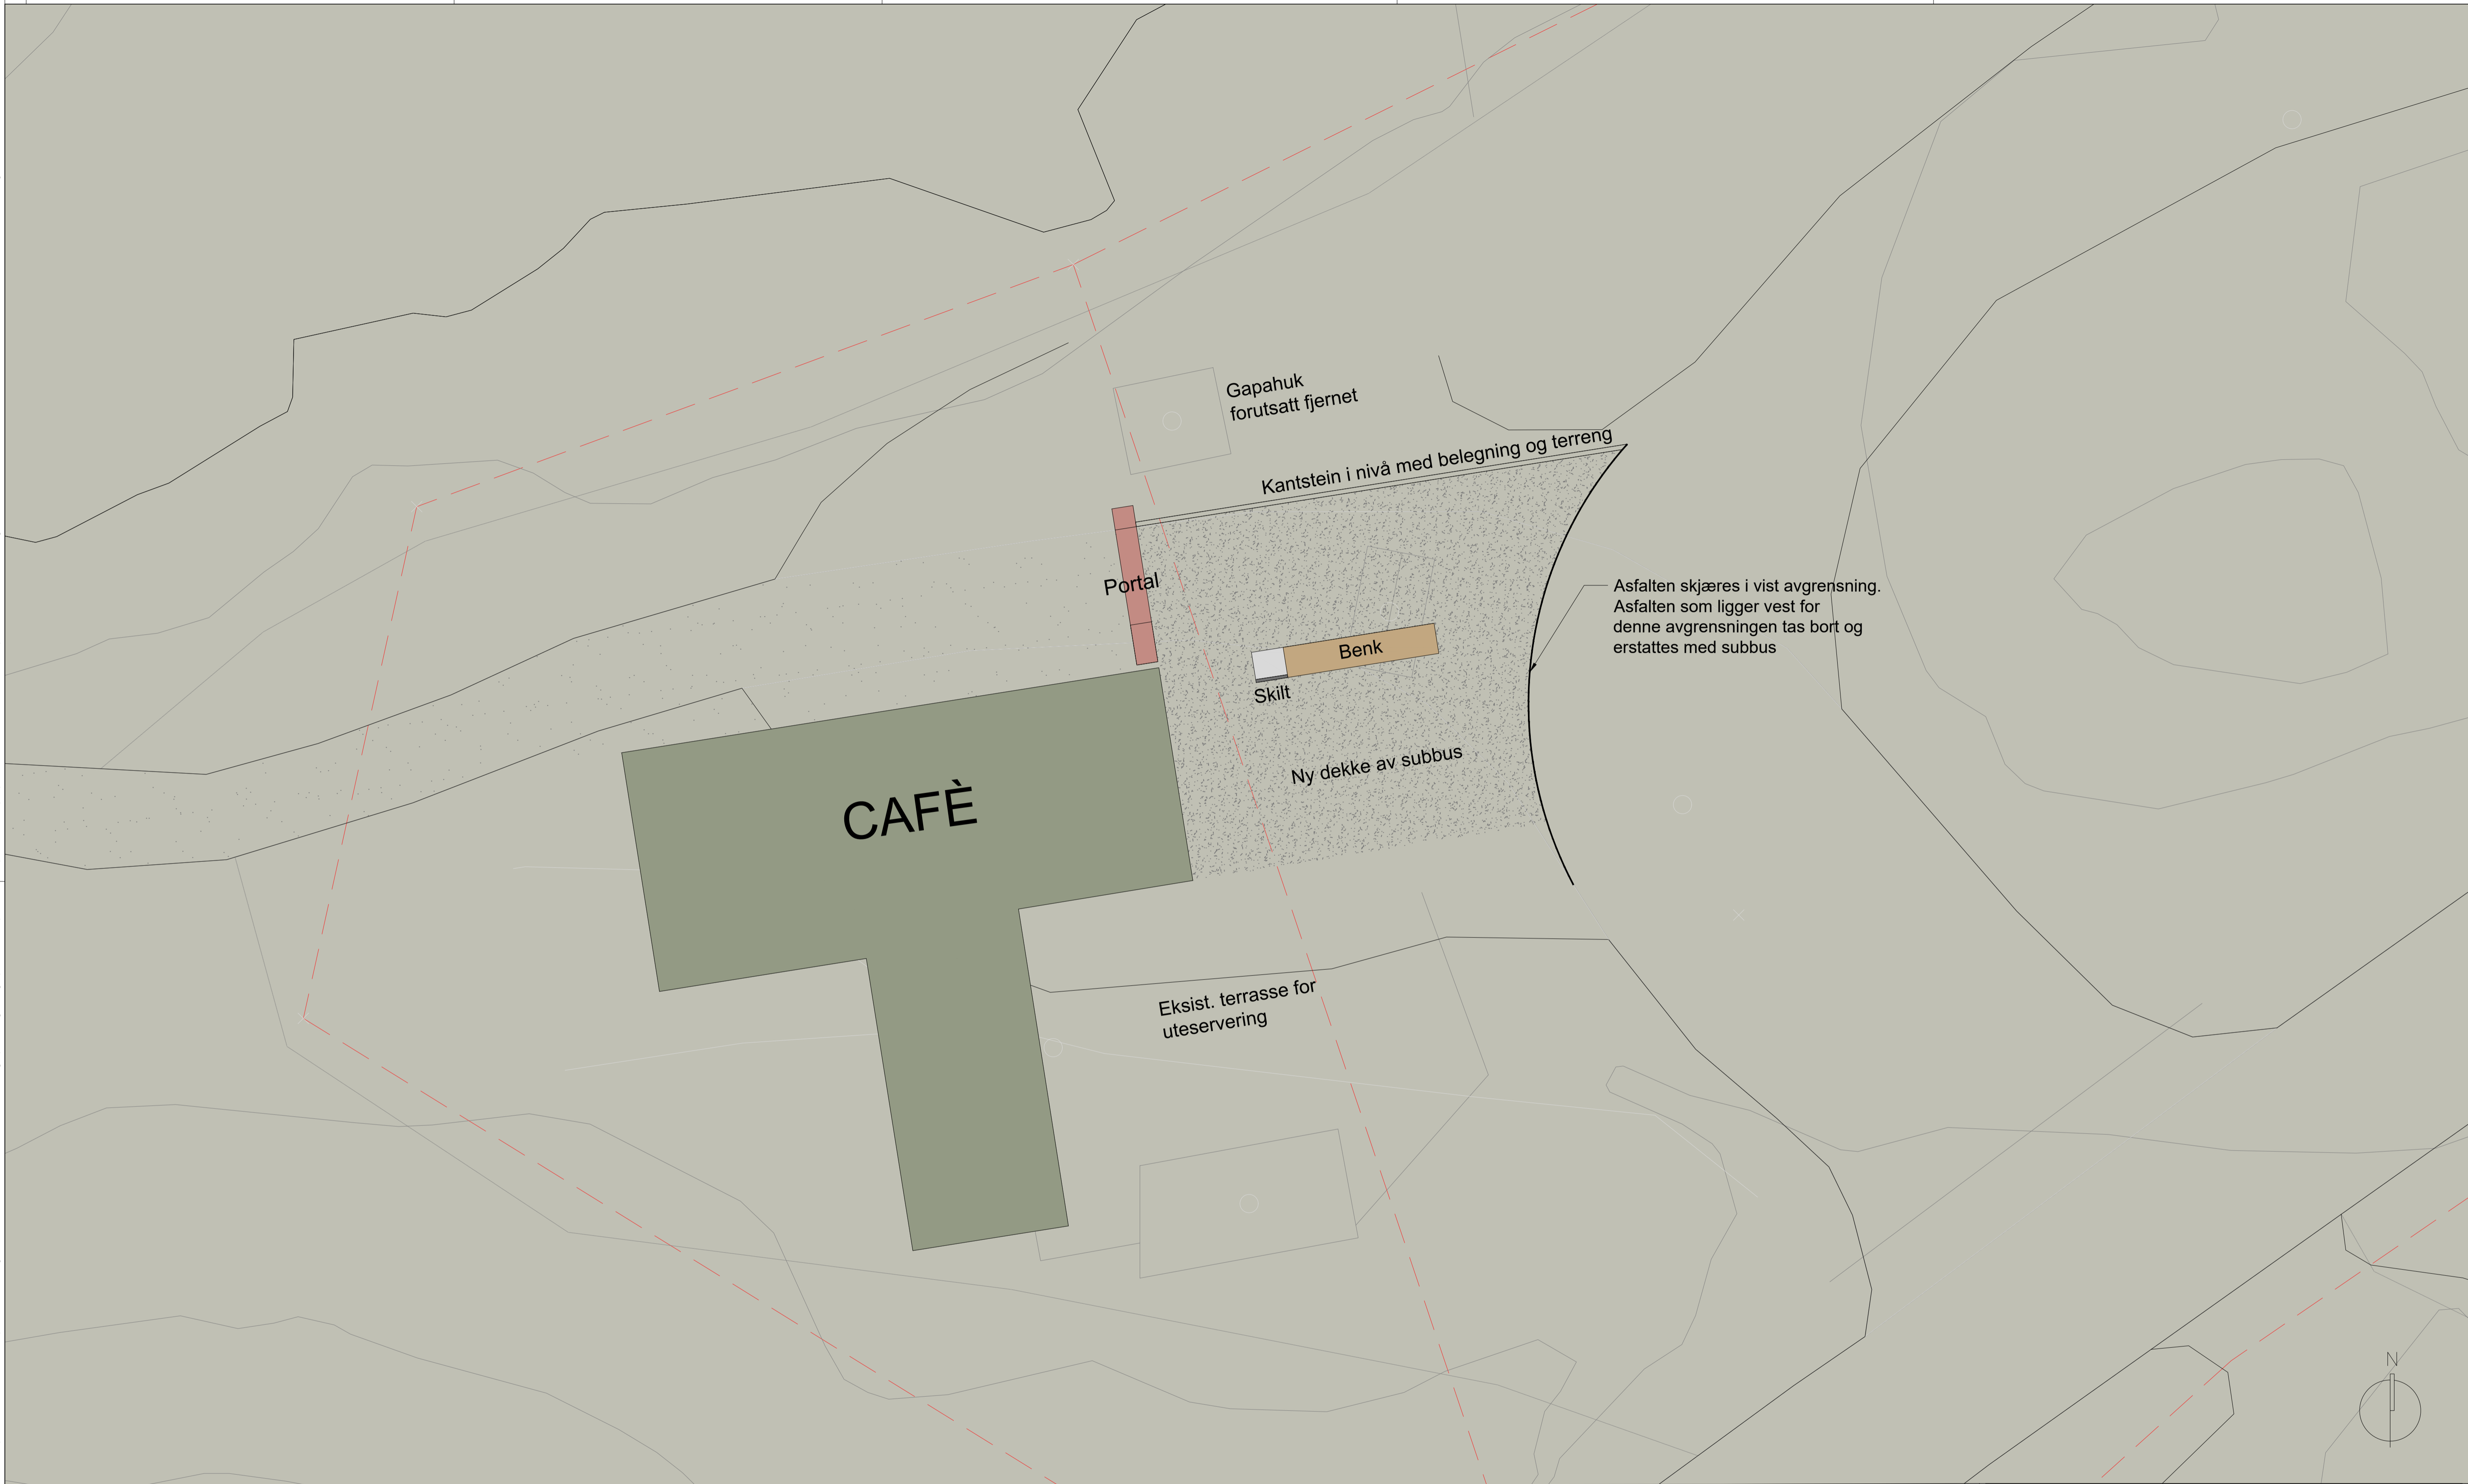 Gapahuk
forutsatt fjernet
Kantstein i nivå med belegning og terreng
Portal
Asfalten skjæres i vist avgrensning.
Asfalten som ligger vest for
denne avgrensningen tas bort og
erstattes med subbus
Benk
Skilt
Ny dekke av subbus
CAFÈ
Eksist. terrasse for
uteservering
N